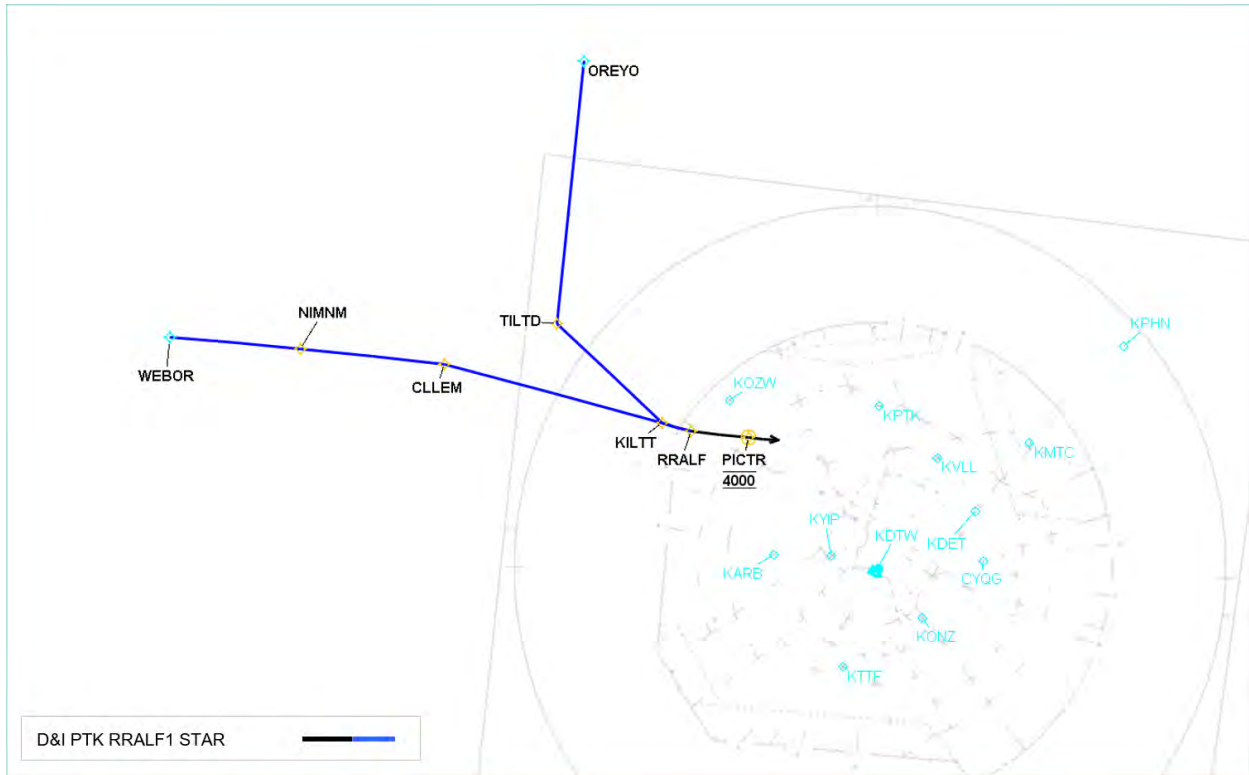 OREYO
NIMNM
TILTD
KPHN
WEBOR
CLLEM
KOZW
KPTK
KILTT
RRALF
PICTR
4000
KMTC
KVLL
KYIP
KDTW
KDET
KARB
CYQG
KONZ
KTTF
D&I PTK RRALF1 STAR